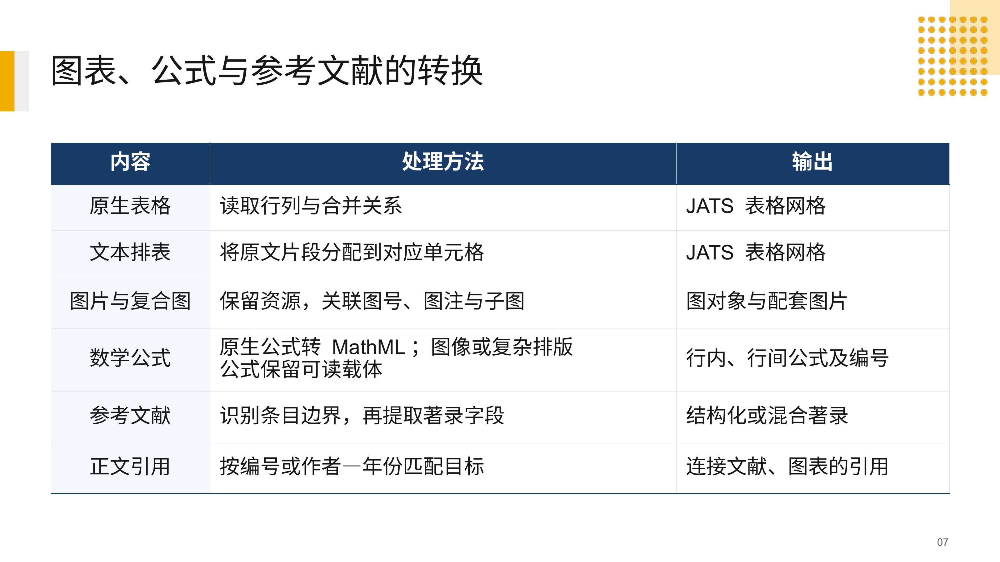 图表、公式与参考文献的转换
内容 处理方法 输出
原生表格 读取行列与合并关系 JATS 表格网格
文本排表 将原文片段分配到对应单元格 JATS 表格网格
图片与复合图 保留资源，关联图号、图注与子图 图对象与配套图片
数学公式 原生公式转 MathML；图像或复杂排版
公式保留可读载体 行内、行间公式及编号
参考文献 识别条目边界，再提取著录字段 结构化或混合著录
正文引用 按编号或作者—年份匹配目标 连接文献、图表的引用
07